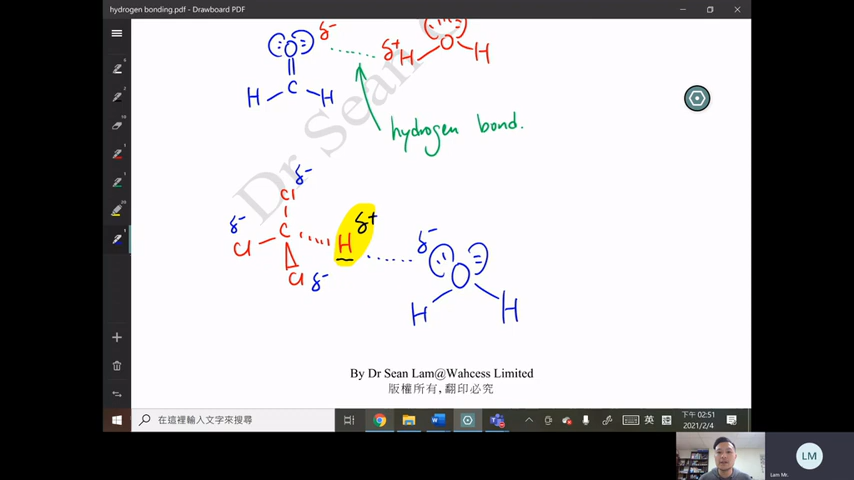 hydrogen bonding.pdf - Drawboard PDF
δ-
O
δ+ H O H
C
H H
hydrogen bond.
Dr Sean
δ-
Cl
δ- δ+
C H δ-
Cl
Cl δ- O
H H
By Dr Sean Lam@Wahcess Limited
版權所有,翻印必究
在這裡輸入文字來搜尋
英
下午 02:51
2021/2/4
LM
Lam Mr.